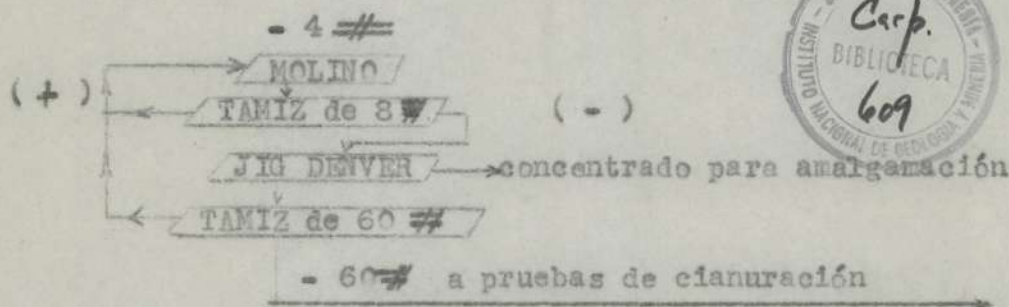 - 4 #
Carp.
BIBLIOTECA
609
INSTITUTO NACIONAL DE GEOLOGIA Y MINERIA
( + )
MOLINO
TAMIZ de 8 #
( - )
JIG DENVER concentrado para amalgamación
TAMIZ de 60 #
- 60 # a pruebas de cianuración